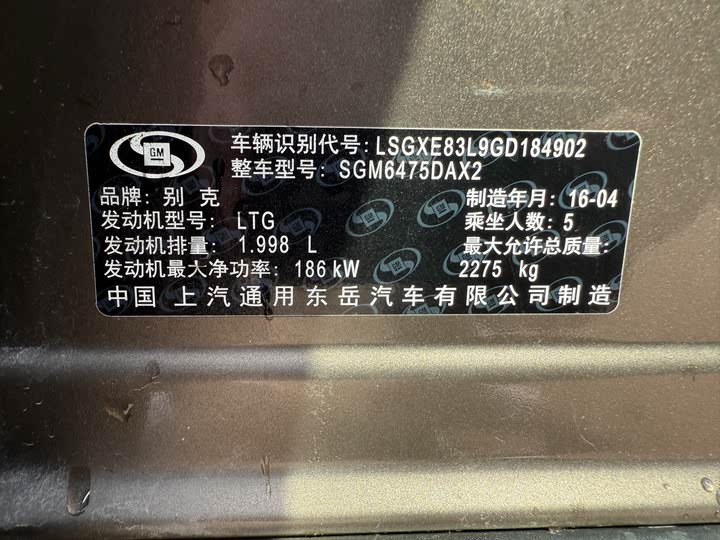 GM
车辆识别代号: LSGXE83L9GD184902
整车型号: SGM6475DAX2
品牌: 别克 制造年月: 16-04
发动机型号: LTG 乘坐人数: 5
发动机排量: 1.998 L 最大允许总质量:
发动机最大净功率: 186 kW 2275 kg
中国 上汽通用东岳汽车有限公司制造